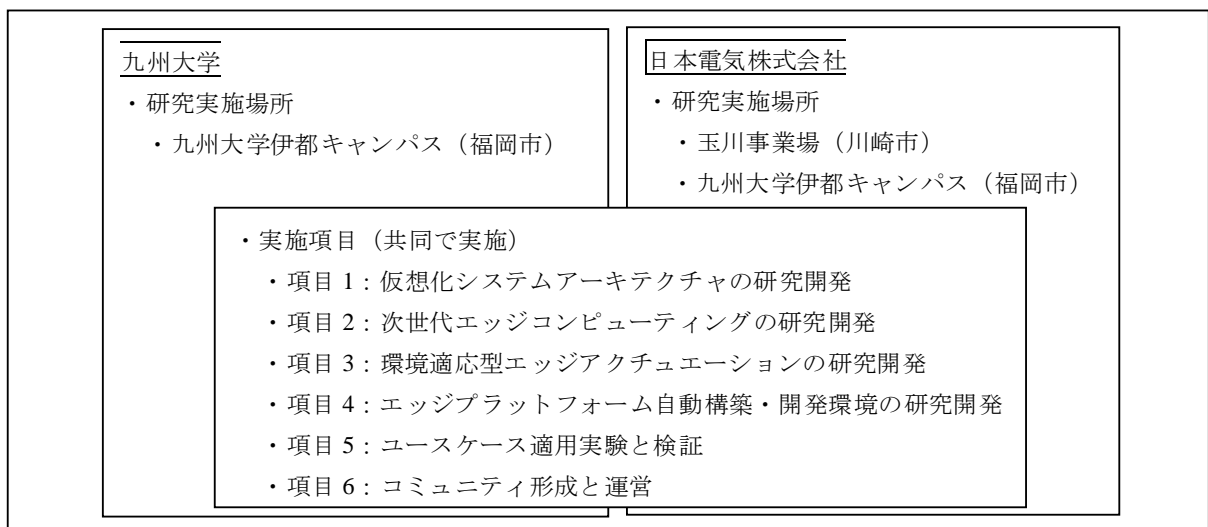 九州大学
・研究実施場所
・九州大学伊都キャンパス（福岡市）
日本電気株式会社
・研究実施場所
・玉川事業場（川崎市）
・九州大学伊都キャンパス（福岡市）
・実施項目（共同で実施）
・項目 1：仮想化システムアーキテクチャの研究開発
・項目 2：次世代エッジコンピューティングの研究開発
・項目 3：環境適応型エッジアクチュエーションの研究開発
・項目 4：エッジプラットフォーム自動構築・開発環境の研究開発
・項目 5：ユースケース適用実験と検証
・項目 6：コミュニティ形成と運営